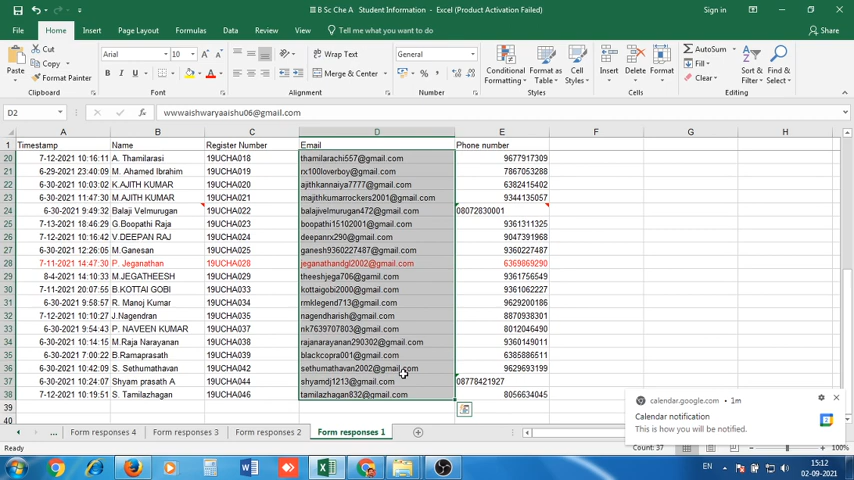 III B Sc Che A   Student Information - Excel (Product Activation Failed)
Sign in
File Home Insert Page Layout Formulas Data Review View Tell me what you want to do Share
Paste
Cut
Copy
Format Painter
Clipboard
Arial 10
Font
Wrap Text
Merge & Center
Alignment
General
Number
Conditional Formatting
Format as Table
Cell Styles
Styles
Insert
Delete
Format
Cells
AutoSum
Fill
Clear
Sort & Filter
Find & Select
Editing
D2 wwwaishwaryaaishu06@gmail.com
A B C D E F G H
1 Timestamp Name Register Number Email Phone number
20 7-12-2021 10:16:11 A. Thamilarasi 19UCHA018 thamilarachi557@gmail.com 9677917309
21 6-29-2021 23:40:09 M. Ahamed Ibrahim 19UCHA019 rx100loverboy@gmail.com 7867053288
22 6-30-2021 10:03:02 K.AJITH KUMAR 19UCHA020 ajithkannaiya7777@gmail.com 6382415402
23 6-30-2021 11:47:30 M.AJITH KUMAR 19UCHA021 majithkumarrockers2001@gmail.com 9344135057
24 6-30-2021 9:49:32 Balaji Velmurugan 19UCHA022 balajivelmurugan472@gmail.com 08072830001
25 7-13-2021 18:46:29 G.Boopathi Raja 19UCHA023 boopathi15102001@gmail.com 9361311325
26 7-12-2021 10:16:42 V.DEEPAN RAJ 19UCHA024 deepanrx290@gmail.com 9047391968
27 6-30-2021 12:26:05 M.Ganesan 19UCHA025 ganesh9360227487@gmail.com 9360227487
28 7-11-2021 14:47:30 P. Jeganathan 19UCHA028 jeganathandgl2002@gmail.com 6369869290
29 8-4-2021 14:10:33 M.JEGATHEESH 19UCHA029 theeshjega706@gamil.com 9361756549
30 7-11-2021 20:07:55 B.KOTTAI GOBI 19UCHA030 kottaigobi2000@gmail.com 9361062227
31 6-30-2021 9:58:57 R. Manoj Kumar 19UCHA034 rmklegend713@gmail.com 9629200186
32 7-12-2021 10:10:27 J.Nagendran 19UCHA035 nagendharish@gmail.com 8870938301
33 6-30-2021 9:54:43 P. NAVEEN KUMAR 19UCHA036 nk7639707803@gmail.com 8012046490
34 6-30-2021 10:14:15 M.Raja Narayanan 19UCHA038 rajanarayanan290302@gmail.com 9360149011
35 6-30-2021 7:00:22 B.Ramaprasath 19UCHA039 blackcopra001@gmail.com 6385886511
36 6-30-2021 10:42:09 S. Sethumathavan 19UCHA042 sethumathavan2002@gmail.com 9629693199
37 6-30-2021 10:24:07 Shyam prasath A 19UCHA044 shyamdj1213@gmail.com 08778421927
38 7-12-2021 10:19:51 S. Tamilazhagan 19UCHA046 tamilazhagan832@gmail.com 8056634045
39
40
calendar.google.com • 1m
Calendar notification
This is how you will be notified.
... Form responses 4 Form responses 3 Form responses 2 Form responses 1
Ready
Count: 37
100%
EN
15:12
02-09-2021